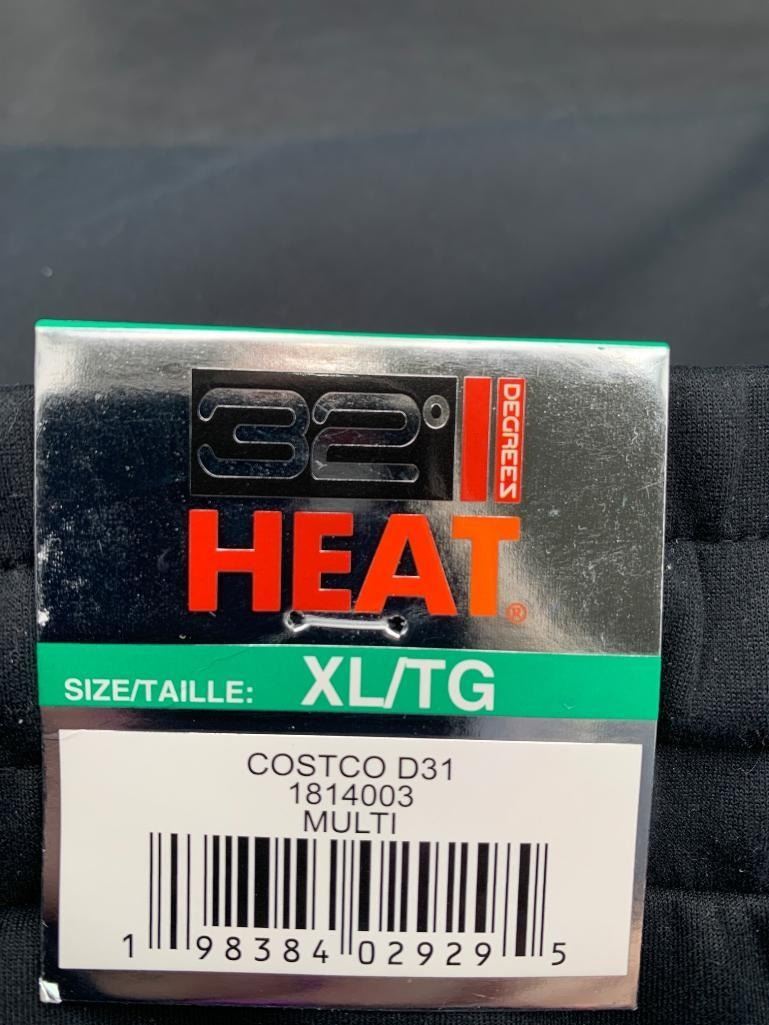 32° DEGREES
HEAT®
SIZE/TAILLE: XL/TG
COSTCO D31
1814003
MULTI
1 98384 02929 5